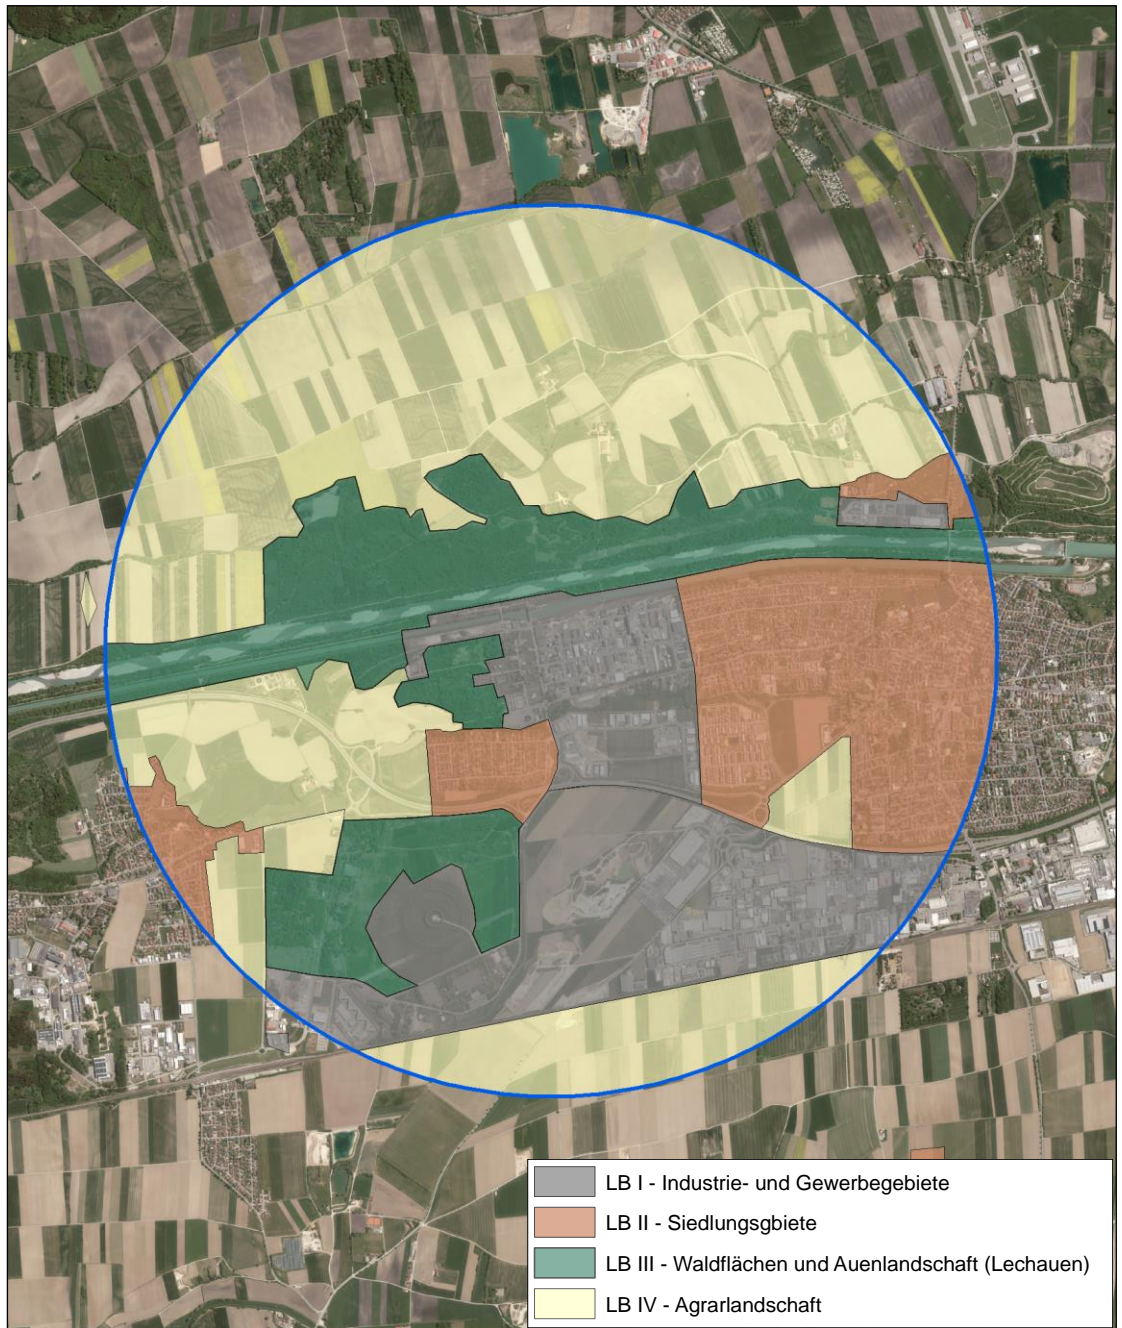 LB I - Industrie- und Gewerbegebiete
LB II - Siedlungsgbiete
LB III - Waldflächen und Auenlandschaft (Lechauen)
LB IV - Agrarlandschaft